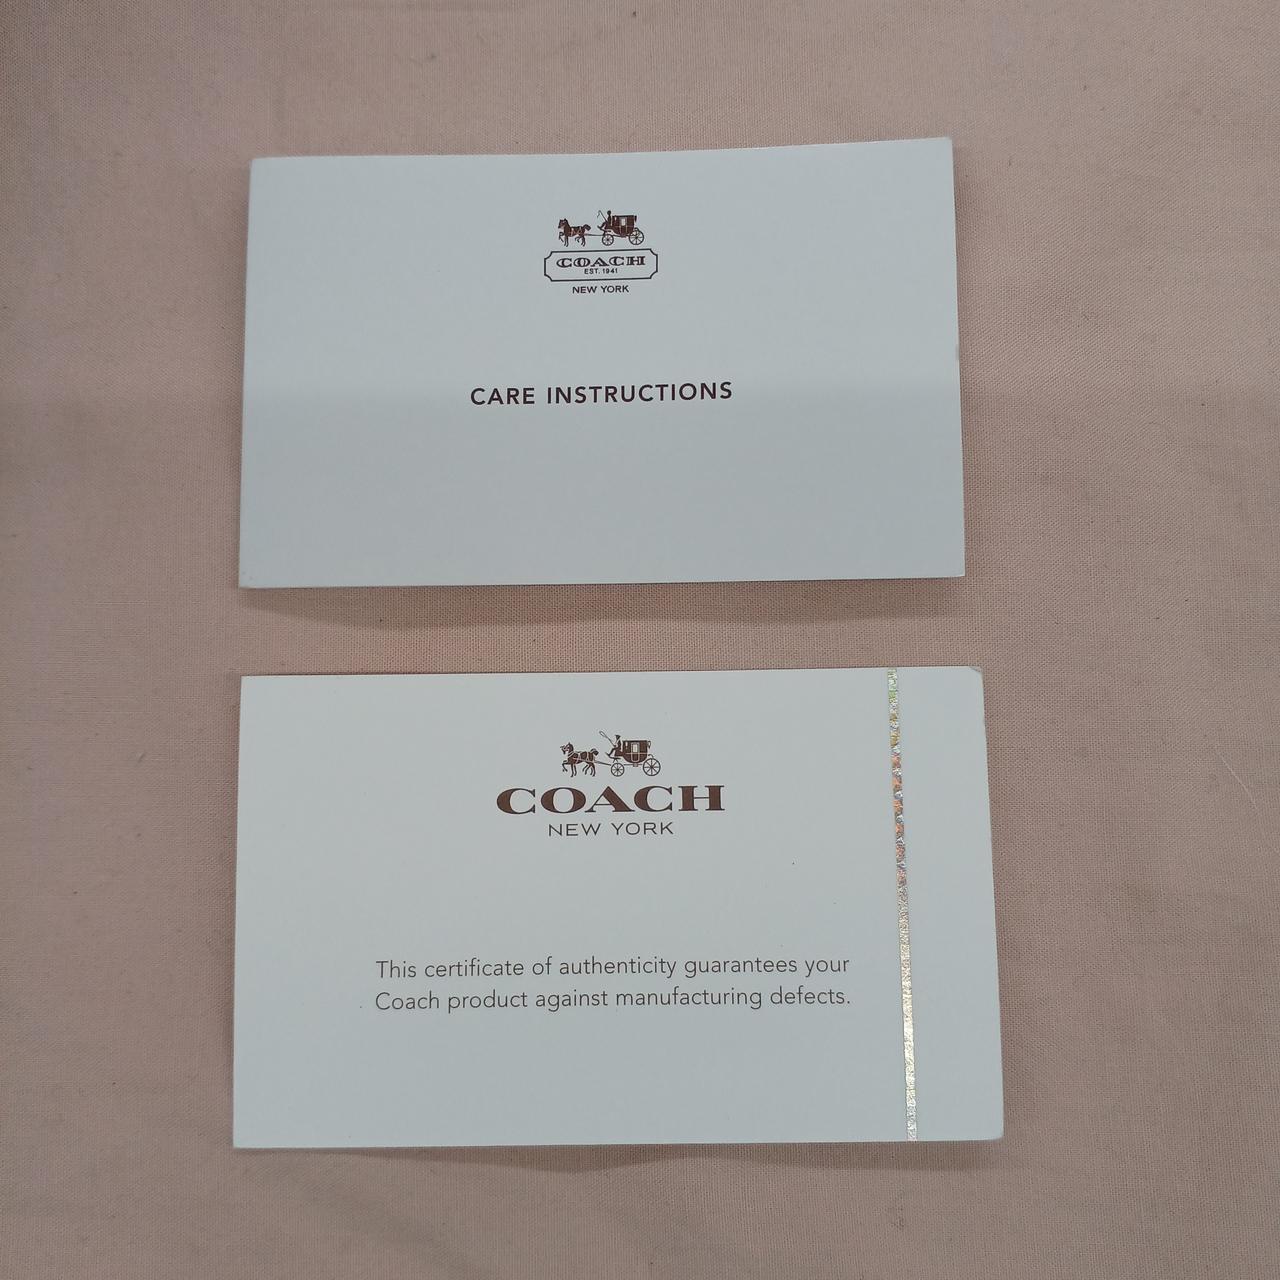 COACH
EST. 1941
NEW YORK
CARE INSTRUCTIONS
COACH
NEW YORK
This certificate of authenticity guarantees your
Coach product against manufacturing defects.